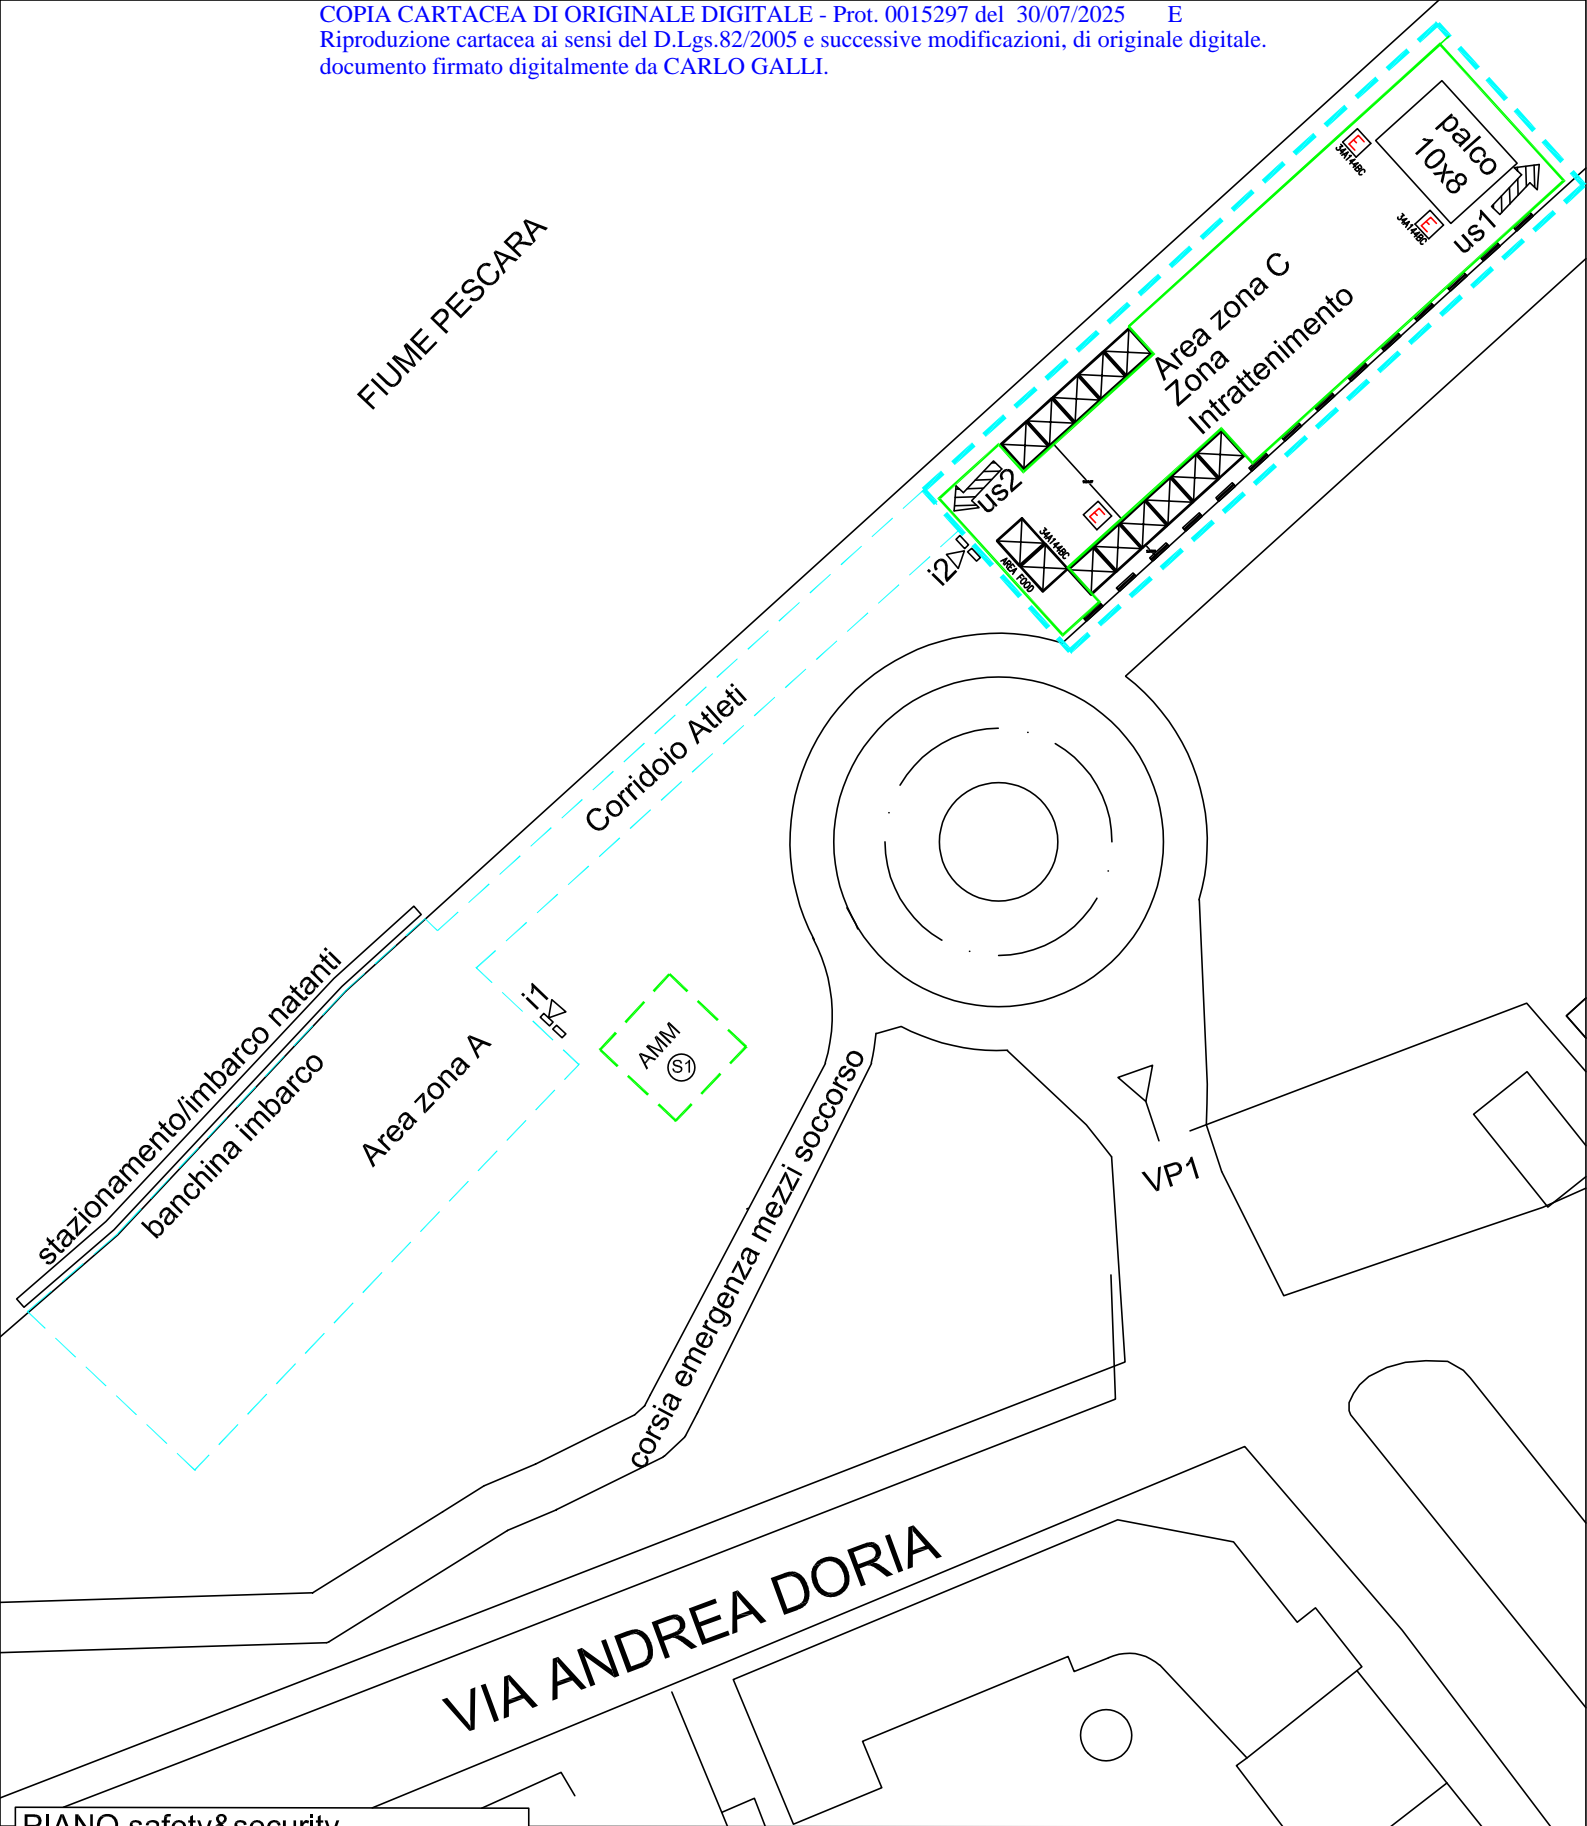 COPIA CARTACEA DI ORIGINALE DIGITALE - Prot. 0015297 del 30/07/2025 E
Riproduzione cartacea ai sensi del D.Lgs.82/2005 e successive modificazioni, di originale digitale.
documento firmato digitalmente da CARLO GALLI.
palco
10x8
E
34A144BC
E
34A144BC
us1
FIUME PESCARA
Area zona C
Zona
Intrattenimento
us2
E
34A144BC
AREA FOOD
i2
Corridoio Atleti
stazionamento/imbarco natanti
banchina imbarco
i1
Area zona A
AMM
S1
corsia emergenza mezzi soccorso
VP1
VIA ANDREA DORIA
PIANO safety&security